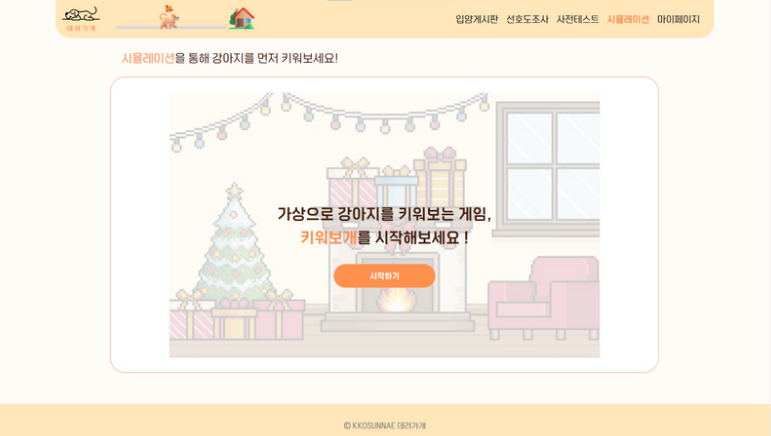 데려가개
입양게시판 선호도조사 사전테스트 시뮬레이션 마이페이지
시뮬레이션을 통해 강아지를 먼저 키워보세요!
가상으로 강아지를 키워보는 게임,
키워보개를 시작해보세요 !
시작하기
© KKOSUNNAE 데려가개